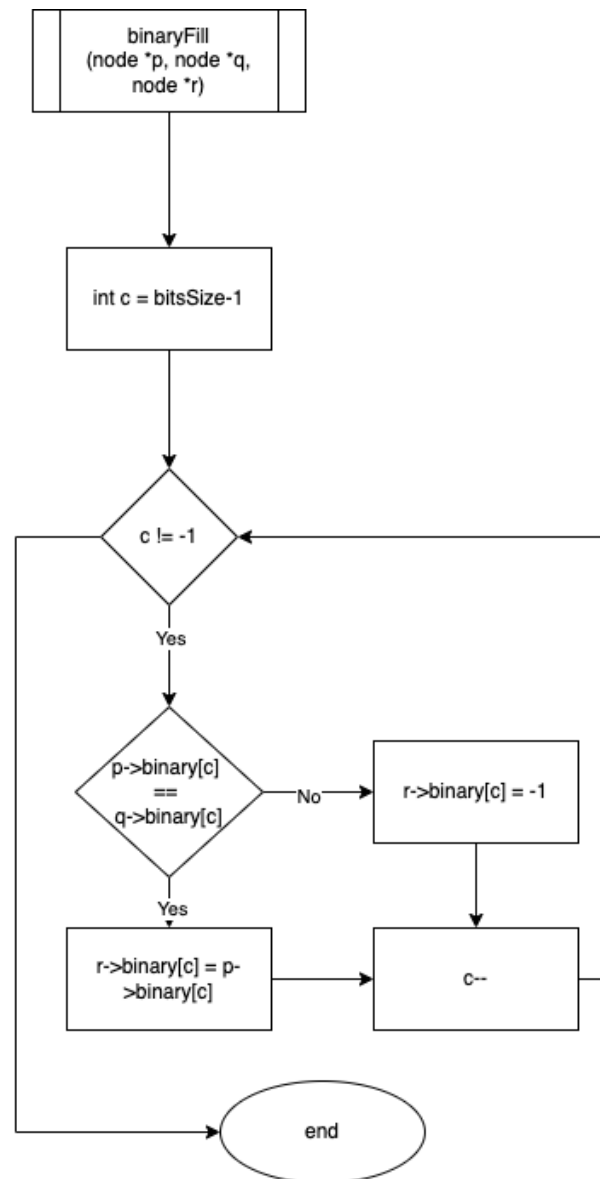 binaryFill
(node *p, node *q,
node *r)
int c = bitsSize-1
c != -1
Yes
p->binary[c]
==
q->binary[c]
No
r->binary[c] = -1
Yes
r->binary[c] = p-
>binary[c]
c--
end